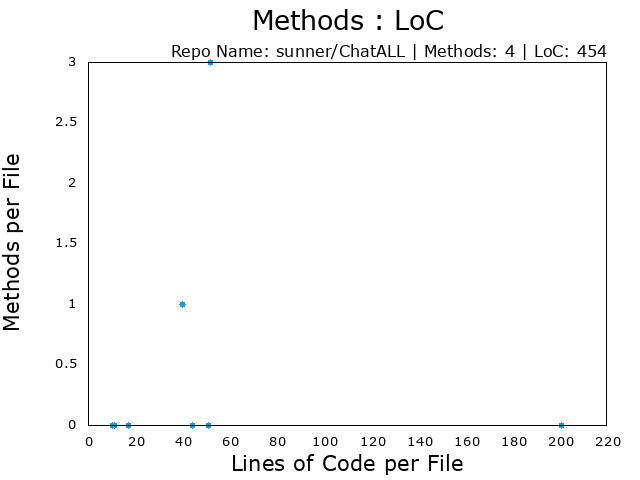 Methods : LoC
Repo Name: sunner/ChatALL | Methods: 4 | LoC: 454
Methods per File
3
2.5
2
1.5
1
0.5
0
0 20 40 60 80 100 120 140 160 180 200 220
Lines of Code per File